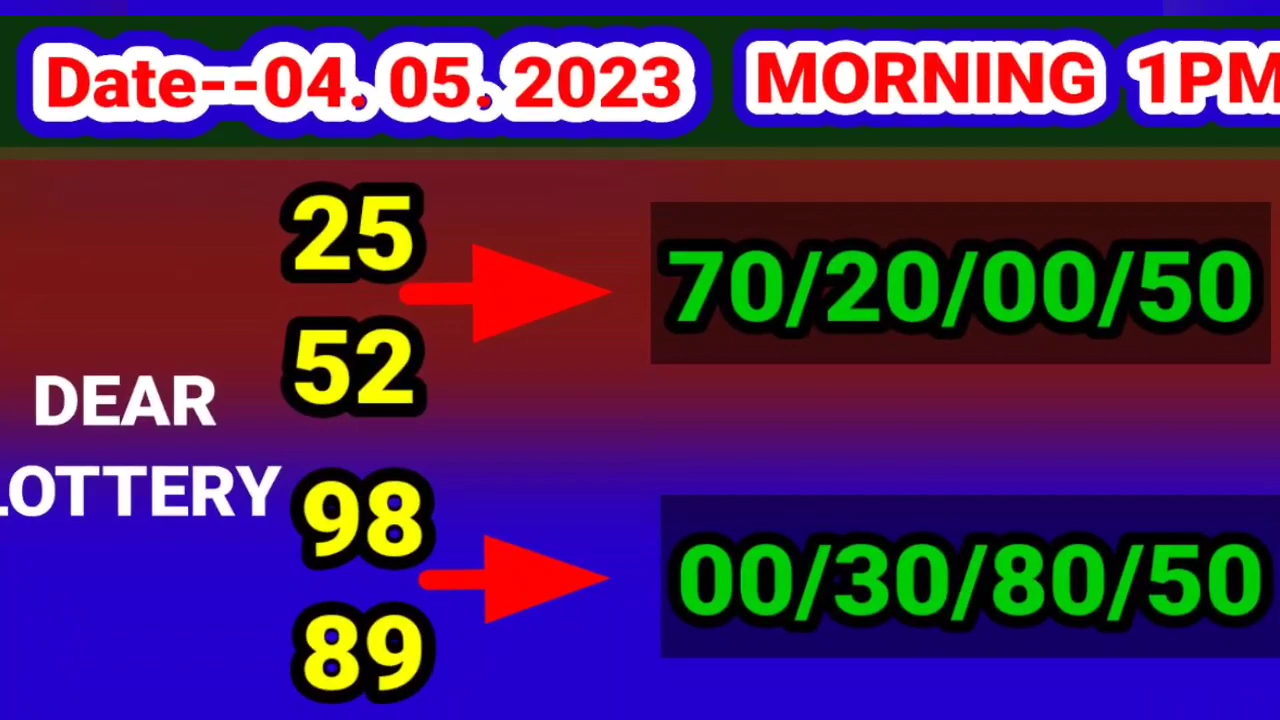 Date--04. 05. 2023 MORNING 1PM
25
70/20/00/50
52
DEAR
LOTTERY
98
00/30/80/50
89